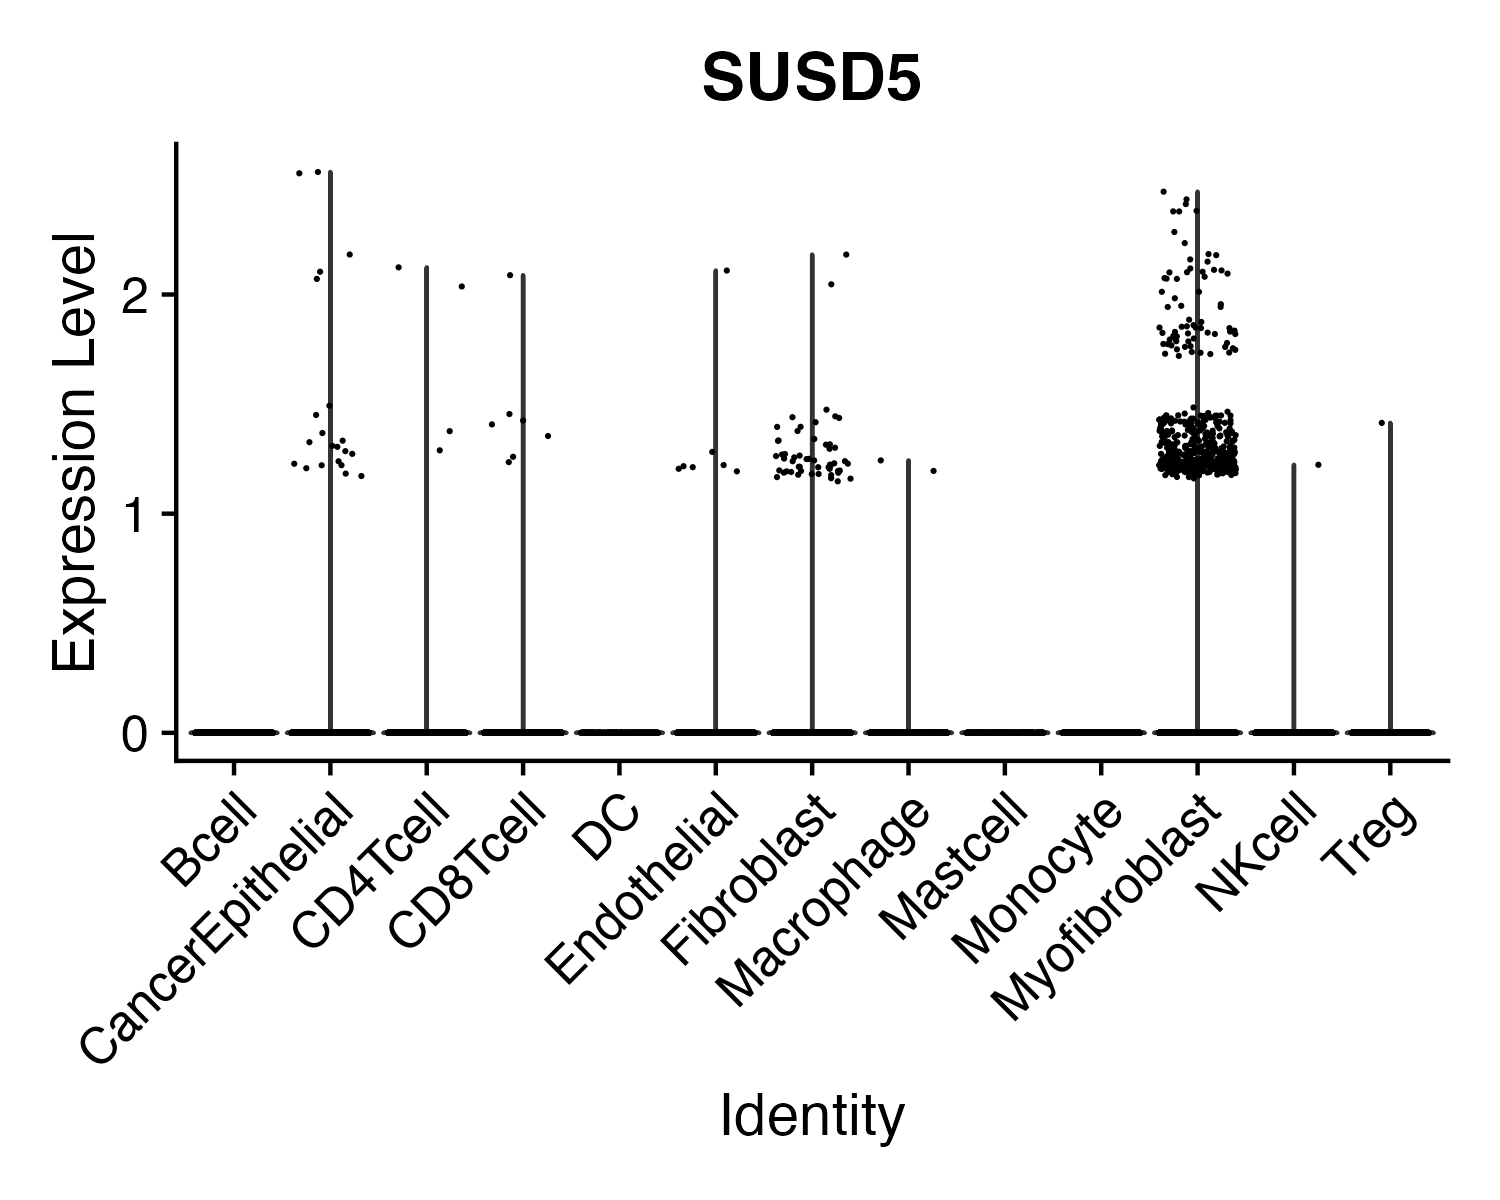 SUSD5
Expression Level
2
1
0
Bcell
CancerEpithelial
CD4Tcell
CD8Tcell
DC
Endothelial
Fibroblast
Macrophage
Mastcell
Monocyte
Myofibroblast
NKcell
Treg
Identity